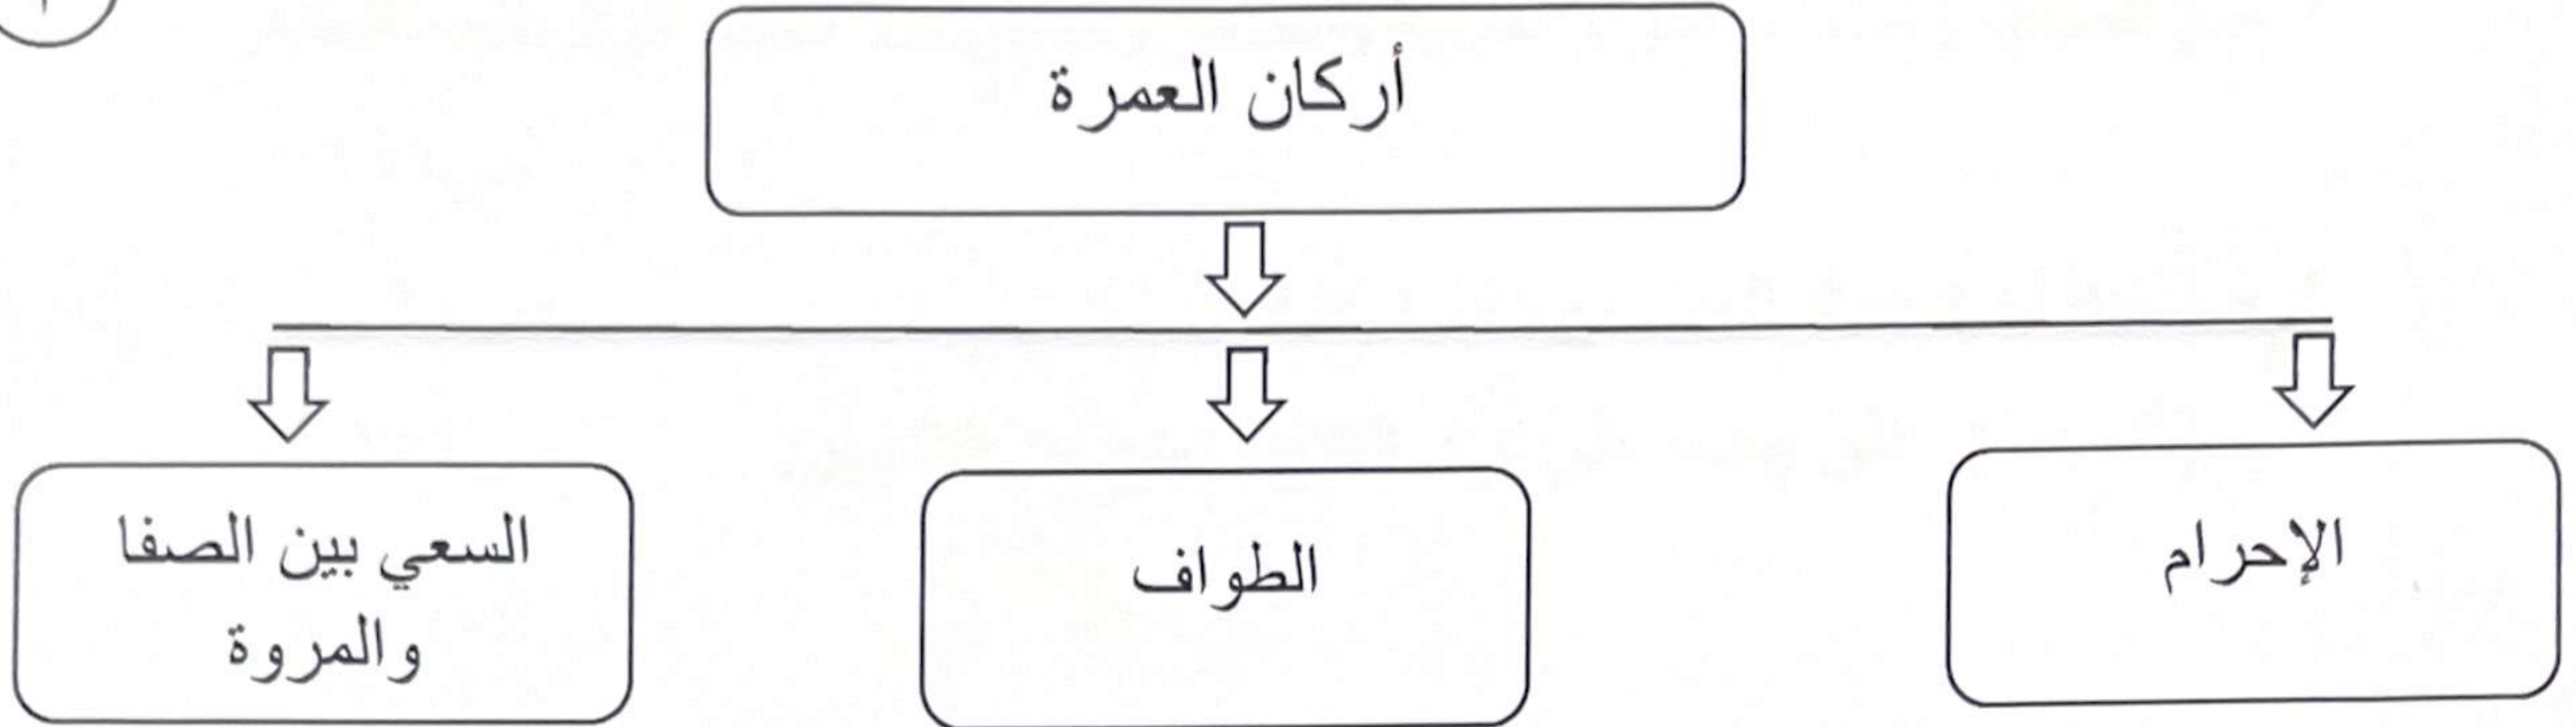 أركان العمرة
الإحرام
الطواف
السعي بين الصفا
والمروة